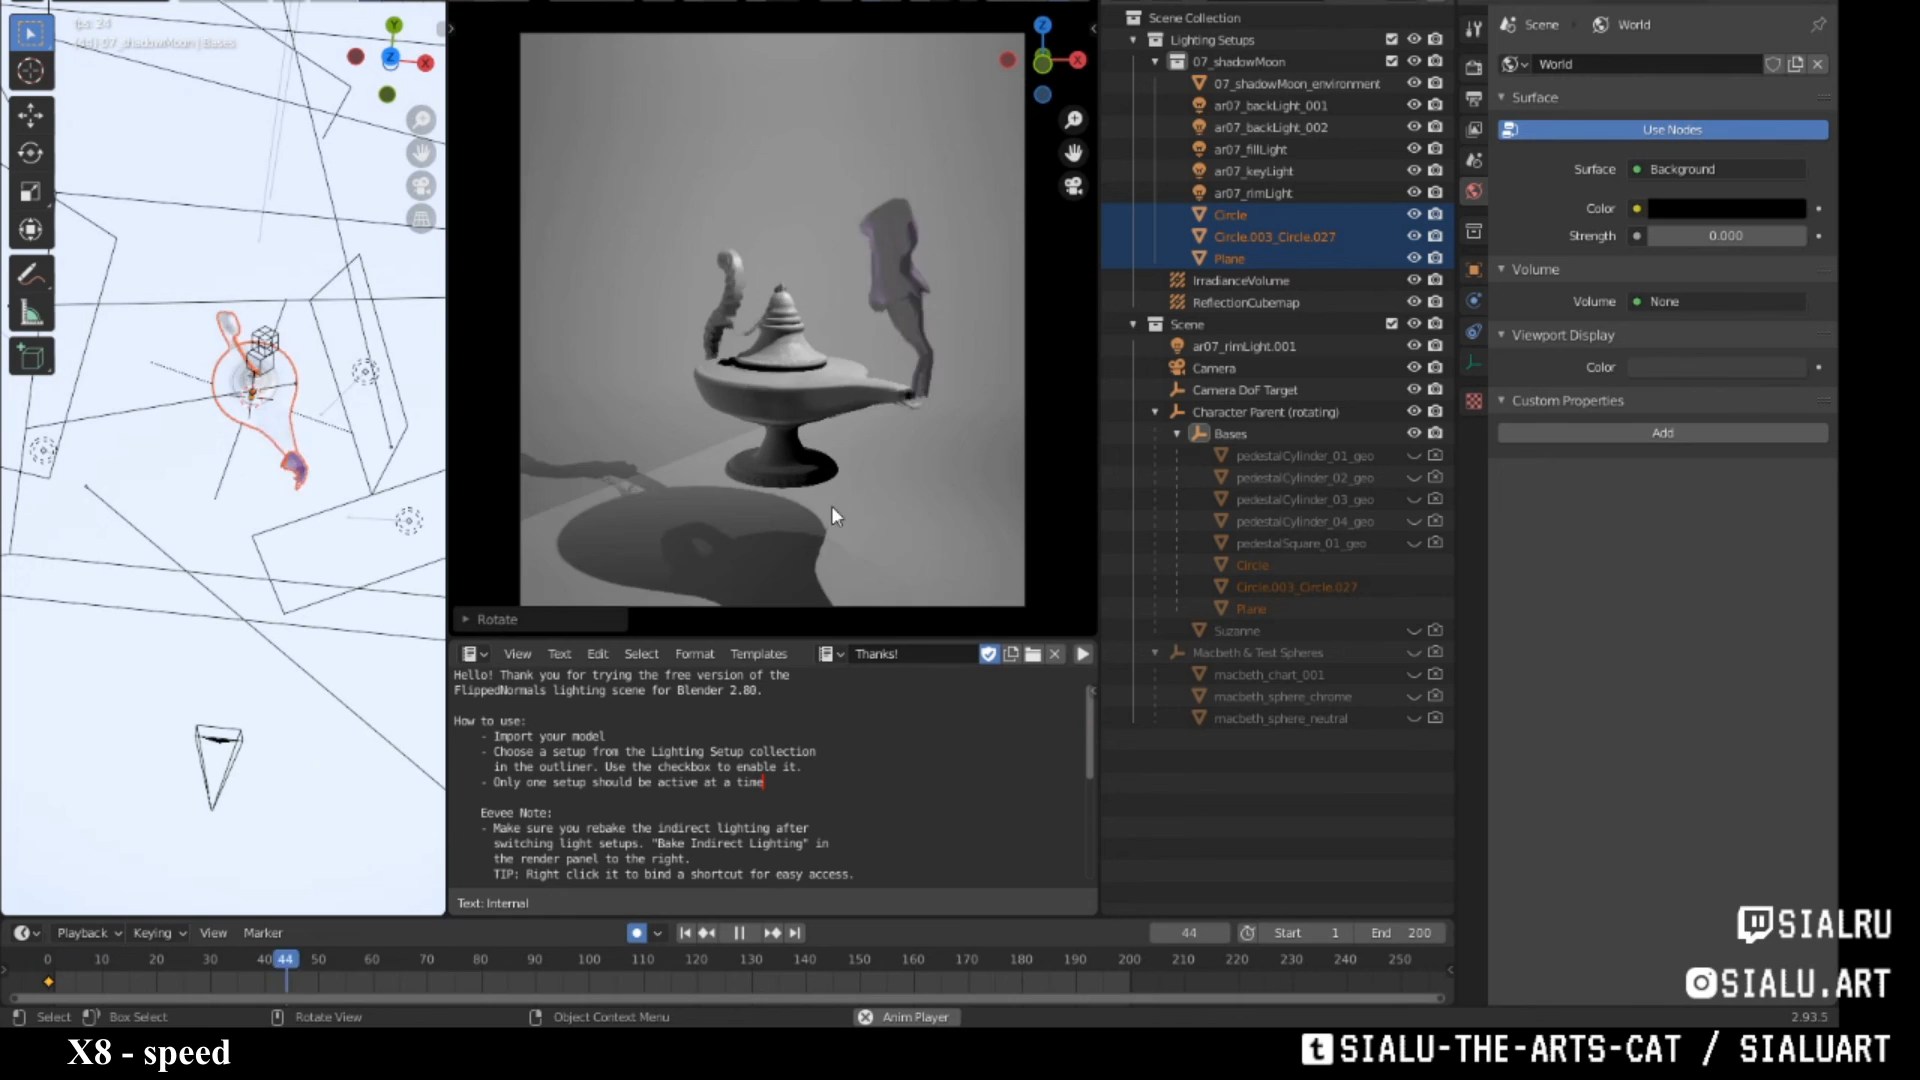 fps: 24
(44) 07_shadowMoon | Bases
Rotate
Scene Collection
Lighting Setups
07_shadowMoon
07_shadowMoon_environment
ar07_backLight_001
ar07_backLight_002
ar07_fillLight
ar07_keyLight
ar07_rimLight
Circle
Circle.003_Circle.027
Plane
IrradianceVolume
ReflectionCubemap
Scene
ar07_rimLight.001
Camera
Camera DoF Target
Character Parent (rotating)
Bases
pedestalCylinder_01_geo
pedestalCylinder_02_geo
pedestalCylinder_03_geo
pedestalCylinder_04_geo
pedestalSquare_01_geo
Circle
Circle.003_Circle.027
Plane
Suzanne
Macbeth & Test Spheres
macbeth_chart_001
macbeth_sphere_chrome
macbeth_sphere_neutral
Scene World
World
Surface
Use Nodes
Surface Background
Color
Strength 0.000
Volume
Volume None
Viewport Display
Color
Custom Properties
Add
View Text Edit Select Format Templates Thanks!
Hello! Thank you for trying the free version of the
FlippedNormals lighting scene for Blender 2.80.
How to use:
- Import your model
- Choose a setup from the Lighting Setup collection
in the outliner. Use the checkbox to enable it.
- Only one setup should be active at a time
Eevee Note:
- Make sure you rebake the indirect lighting after
switching light setups. "Bake Indirect Lighting" in
the render panel to the right.
TIP: Right click it to bind a shortcut for easy access.
Text: Internal
Playback Keying View Marker 44 Start 1 End 200
0 10 20 30 40 44 50 60 70 80 90 100 110 120 130 140 150 160 170 180 190 200 210 220 230 240 250
Select Box Select Rotate View Object Context Menu Anim Player 2.93.5
X8 - speed
SIALRU
SIALU.ART
SIALU-THE-ARTS-CAT / SIALUART